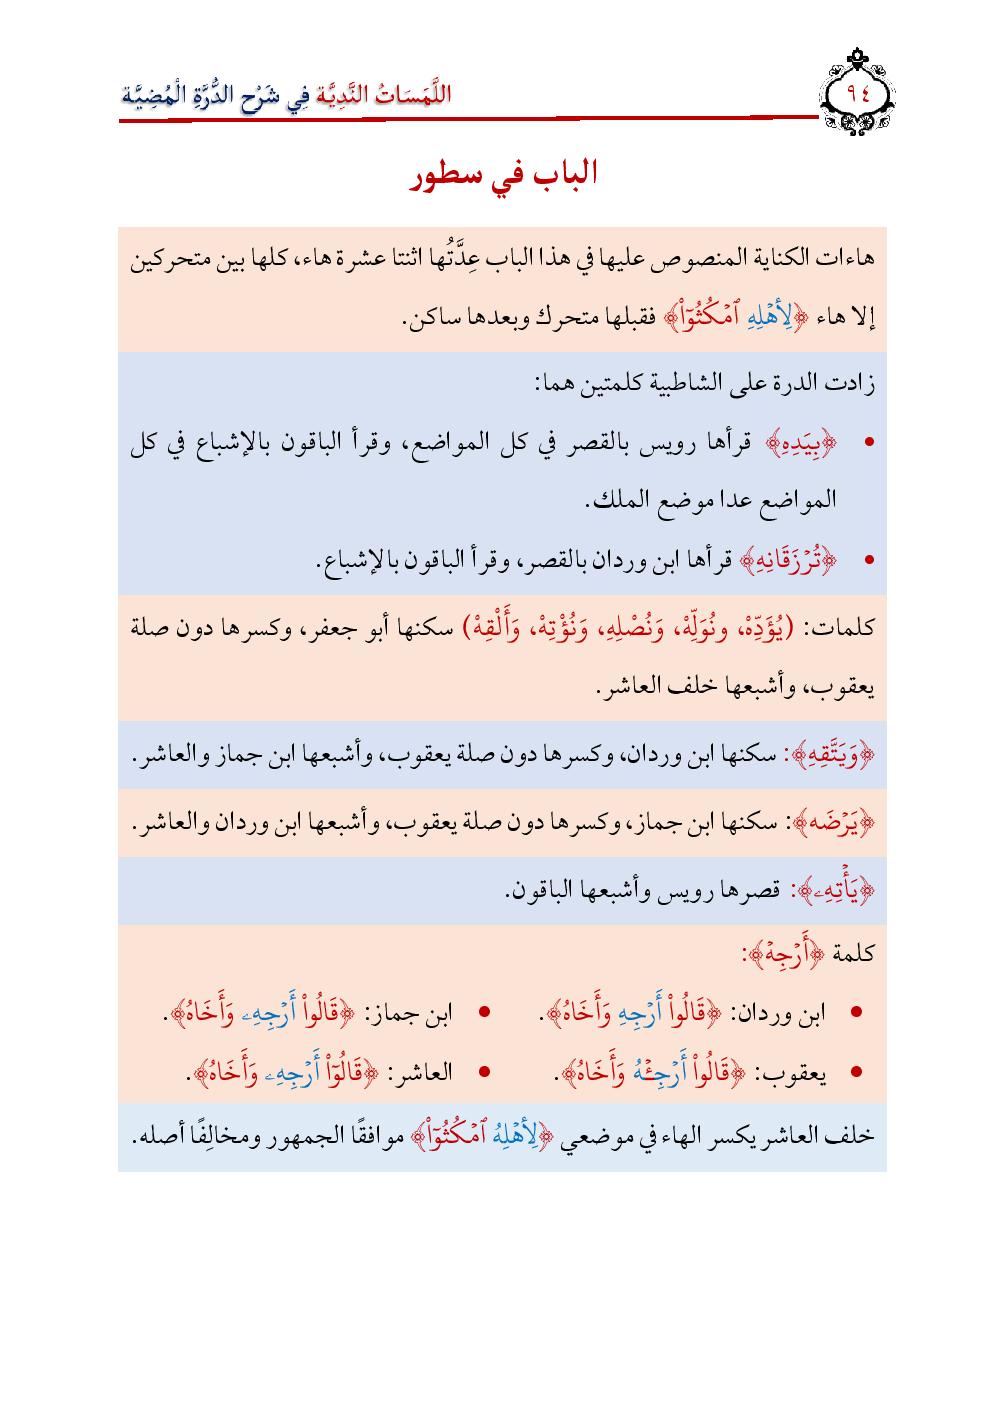 ٩٤
اللَّمَسَاتُ النَّدِيَّة فِي شَرْح الدُّرَّةِ الْمُضِيَّة
الباب في سطور
هاءات الكناية المنصوص عليها في هذا الباب عِدَّتُها اثنتا عشرة هاء، كلها بين متحركين
إلا هاء ﴿لِأَهۡلِهِ ٱمۡكُثُوٓاْ﴾ فقبلها متحرك وبعدها ساكن.
زادت الدرة على الشاطبية كلمتين هما:
• ﴿بِيَدِهِ﴾ قرأها رويس بالقصر في كل المواضع، وقرأ الباقون بالإشباع في كل
المواضع عدا موضع الملك.
• ﴿تُرۡزَقَانِهِ﴾ قرأها ابن وردان بالقصر، وقرأ الباقون بالإشباع.
كلمات: (يُؤَدِّهْ، ونُوَلِّهْ، وَنُصْلِهِ، وَنُؤْتِهْ، وَأَلْقِهْ) سكنها أبو جعفر، وكسرها دون صلة
يعقوب، وأشبعها خلف العاشر.
﴿وَيَتَّقِهِ﴾: سكنها ابن وردان، وكسرها دون صلة يعقوب، وأشبعها ابن جماز والعاشر.
﴿يَرۡضَه﴾: سكنها ابن جماز، وكسرها دون صلة يعقوب، وأشبعها ابن وردان والعاشر.
﴿يَأۡتِهِۦ﴾: قصرها رويس وأشبعها الباقون.
كلمة ﴿أَرۡجِهۡ﴾:
• ابن وردان: ﴿قَالُواْ أَرۡجِهِ وَأَخَاهُ﴾. • ابن جماز: ﴿قَالُواْ أَرۡجِهِۦ وَأَخَاهُ﴾.
• يعقوب: ﴿قَالُواْ أَرۡجِئۡهُ وَأَخَاهُ﴾. • العاشر: ﴿قَالُوٓاْ أَرۡجِهِۦ وَأَخَاهُ﴾.
خلف العاشر يكسر الهاء في موضعي ﴿لِأَهۡلِهُ ٱمۡكُثُوٓاْ﴾ موافقًا الجمهور ومخالِفًا أصله.